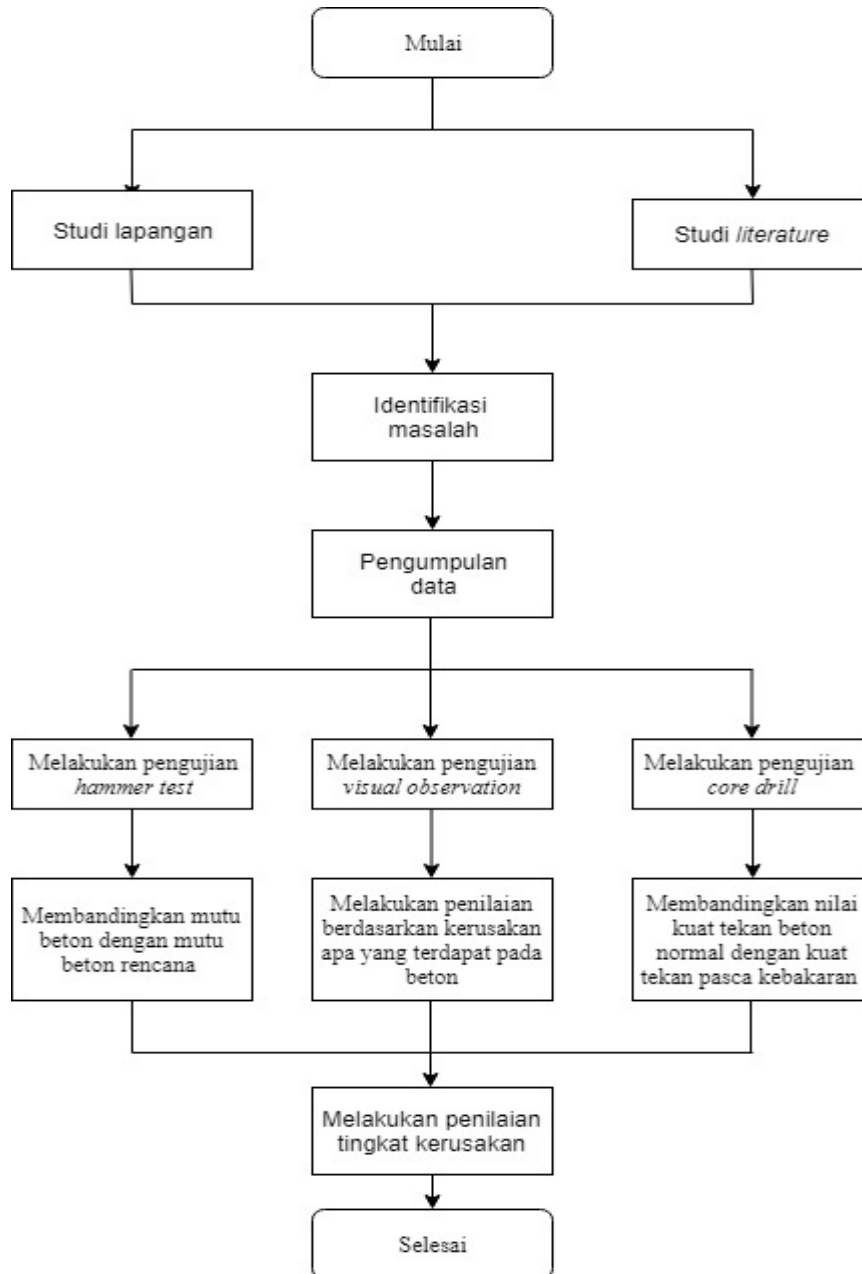 Mulai
Studi lapangan
Studi literature
Identifikasi
masalah
Pengumpulan
data
Melakukan pengujian
hammer test
Melakukan pengujian
visual observation
Melakukan pengujian
core drill
Membandingkan mutu
beton dengan mutu
beton rencana
Melakukan penilaian
berdasarkan kerusakan
apa yang terdapat pada
beton
Membandingkan nilai
kuat tekan beton
normal dengan kuat
tekan pasca kebakaran
Melakukan penilaian
tingkat kerusakan
Selesai